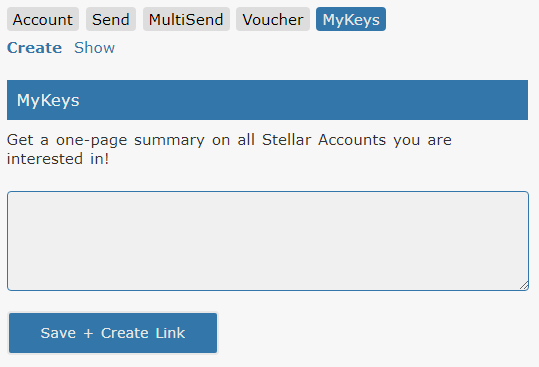 Account Send MultiSend Voucher MyKeys
Create Show
MyKeys
Get a one-page summary on all Stellar Accounts you are
interested in!
Save + Create Link